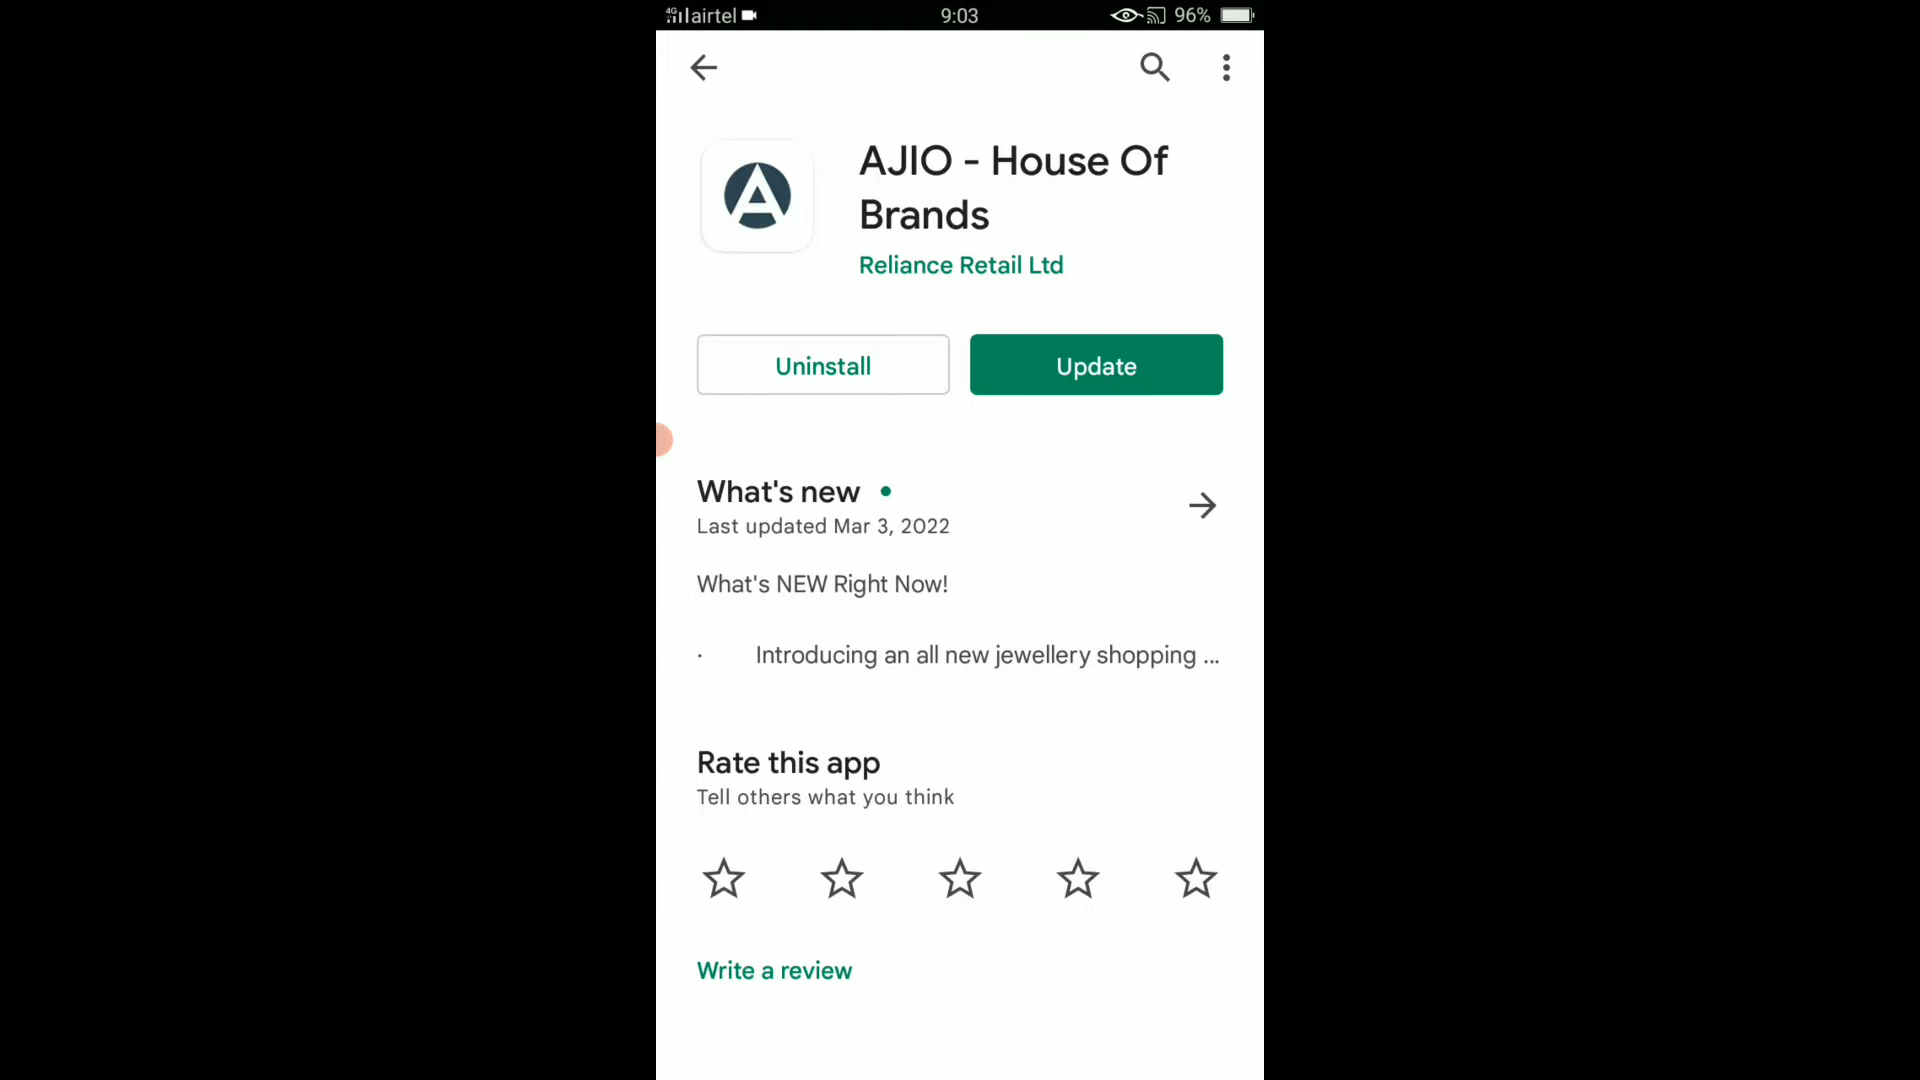 4G airtel 9:03 96%
AJIO - House Of
Brands
Reliance Retail Ltd
Uninstall Update
What's new
Last updated Mar 3, 2022
What's NEW Right Now!
· Introducing an all new jewellery shopping ...
Rate this app
Tell others what you think
Write a review